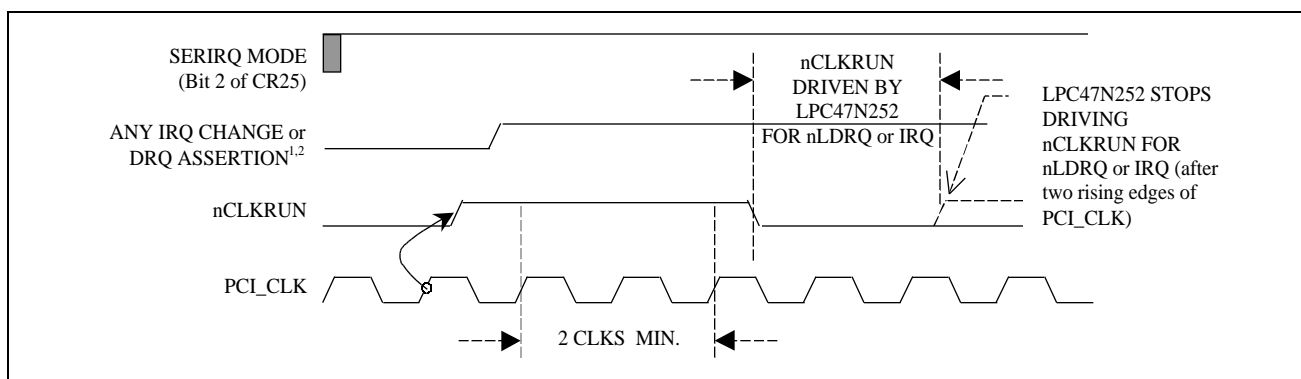 SERIRQ MODE
(Bit 2 of CR25)
nCLKRUN
DRIVEN BY
LPC47N252
FOR nLDRQ or IRQ
LPC47N252 STOPS
DRIVING
nCLKRUN FOR
nLDRQ or IRQ (after
two rising edges of
PCI_CLK)
ANY IRQ CHANGE or
DRQ ASSERTION1,2
nCLKRUN
PCI_CLK
2 CLKS MIN.